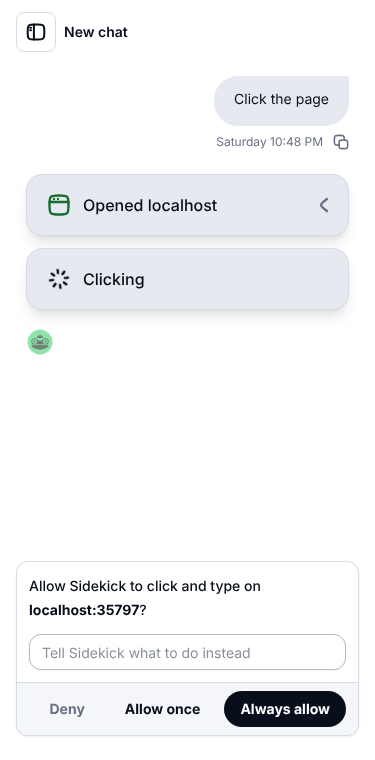 New chat
Click the page
Saturday 10:48 PM
Opened localhost
Clicking
Allow Sidekick to click and type on
localhost:35797?
Tell Sidekick what to do instead
Deny
Allow once
Always allow